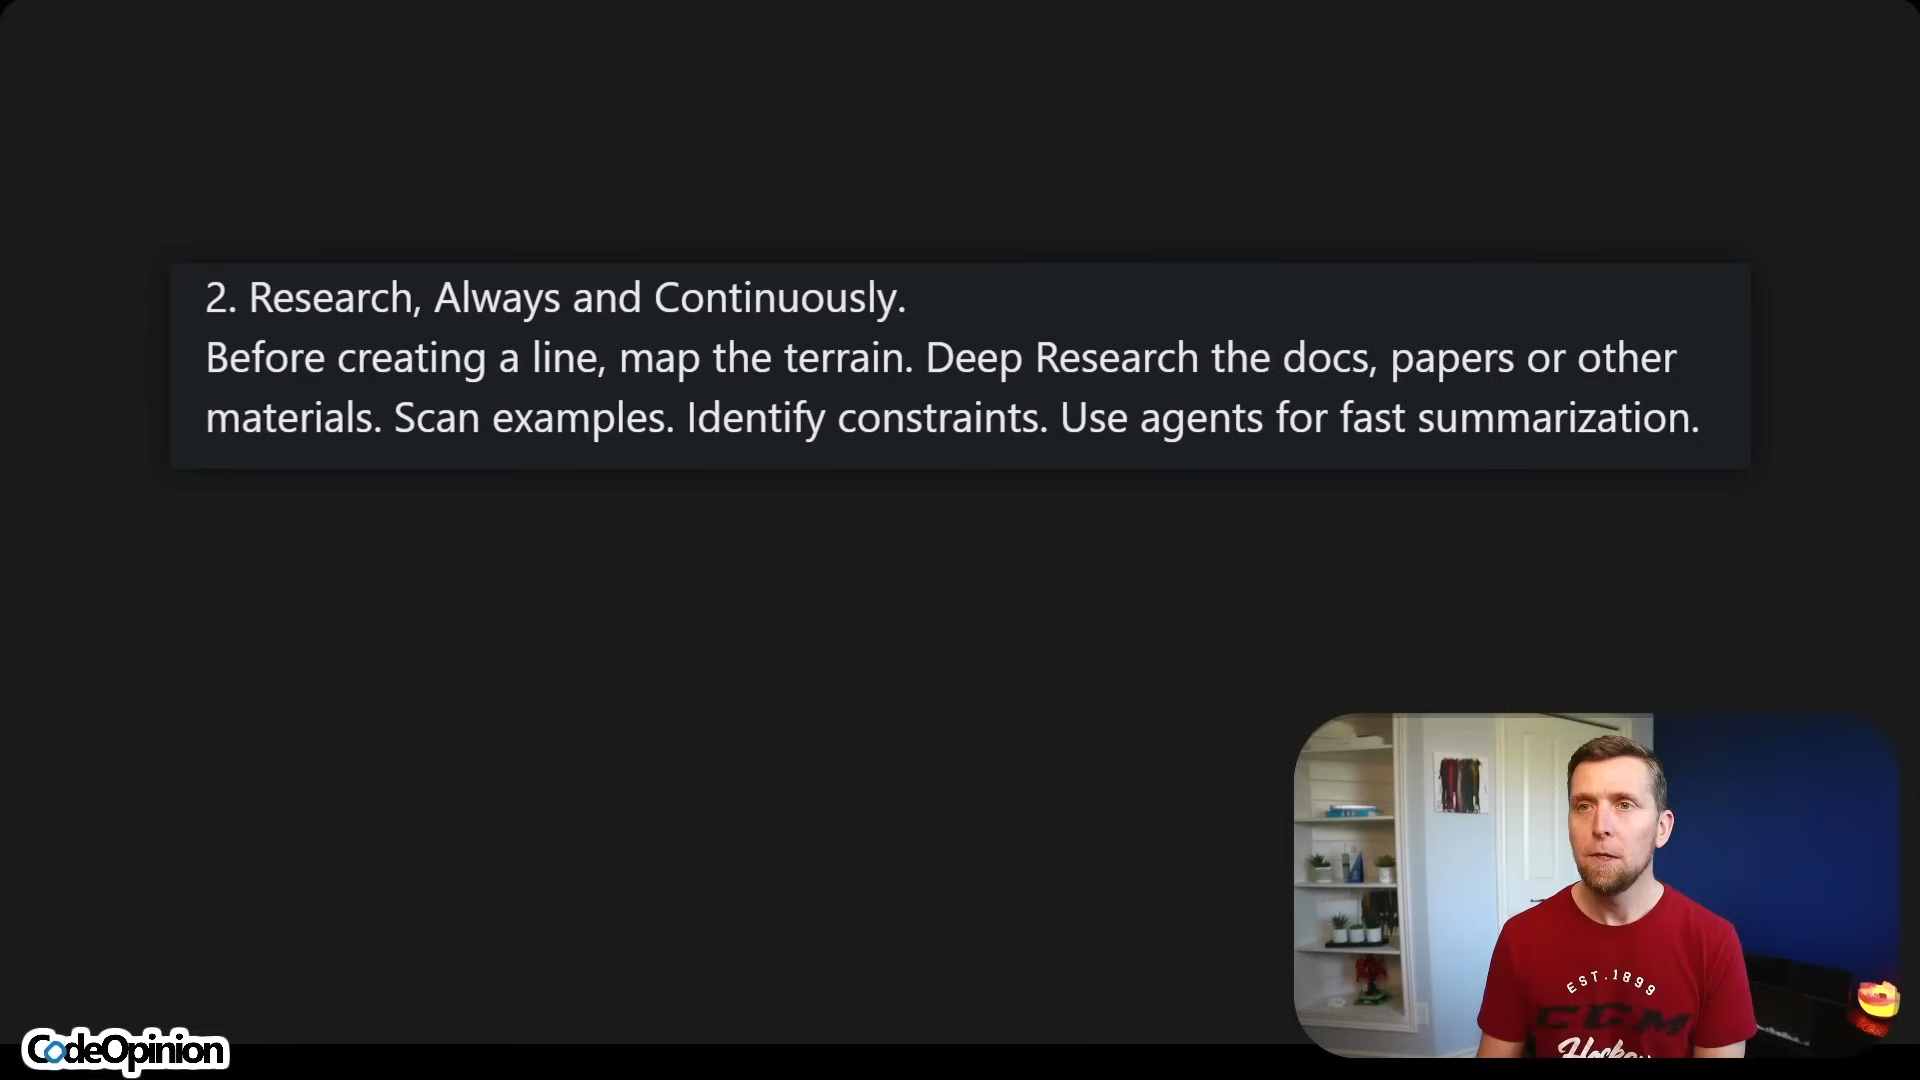 2. Research, Always and Continuously.
Before creating a line, map the terrain. Deep Research the docs, papers or other
materials. Scan examples. Identify constraints. Use agents for fast summarization.
EST.1899
CCM
Hockey
CodeOpinion